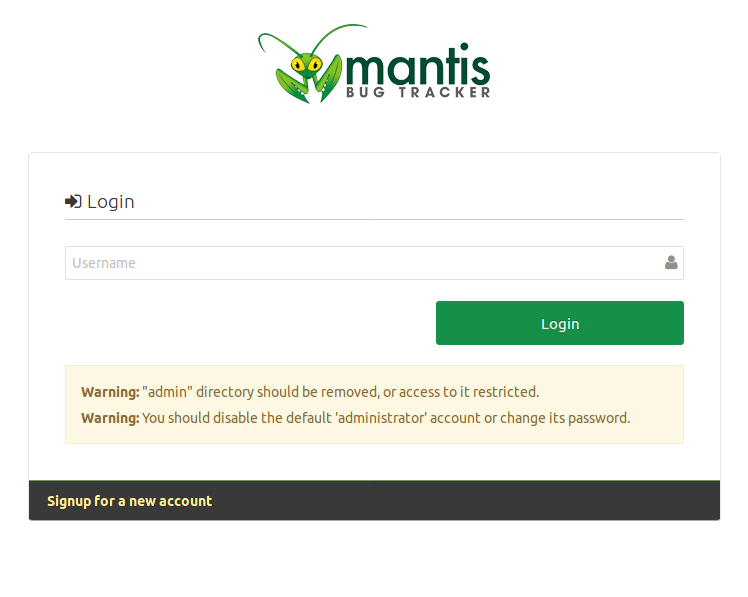 mantis
BUG TRACKER
Login
Username
Login
Warning: "admin" directory should be removed, or access to it restricted.
Warning: You should disable the default 'administrator' account or change its password.
Signup for a new account